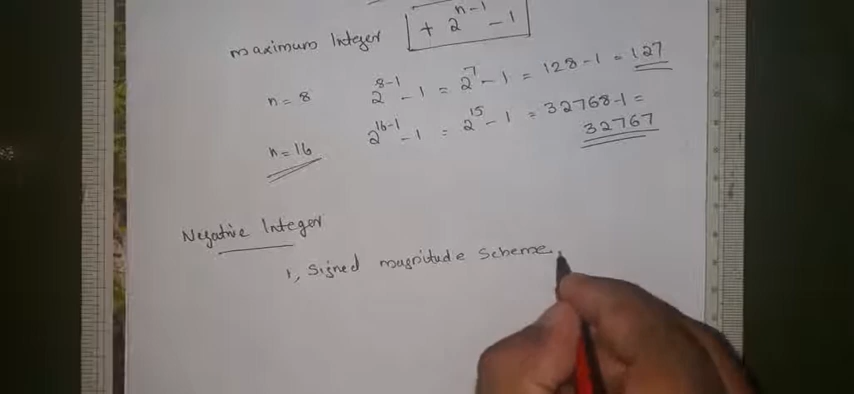 maximum Integer + 2^{n-1} - 1
n = 8 2^{8-1} - 1 = 2^7 - 1 = 128 - 1 = 127
n = 16 2^{16-1} - 1 = 2^{15} - 1 = 32768 - 1 =
32767
Negative Integer
1, Signed magnitude scheme